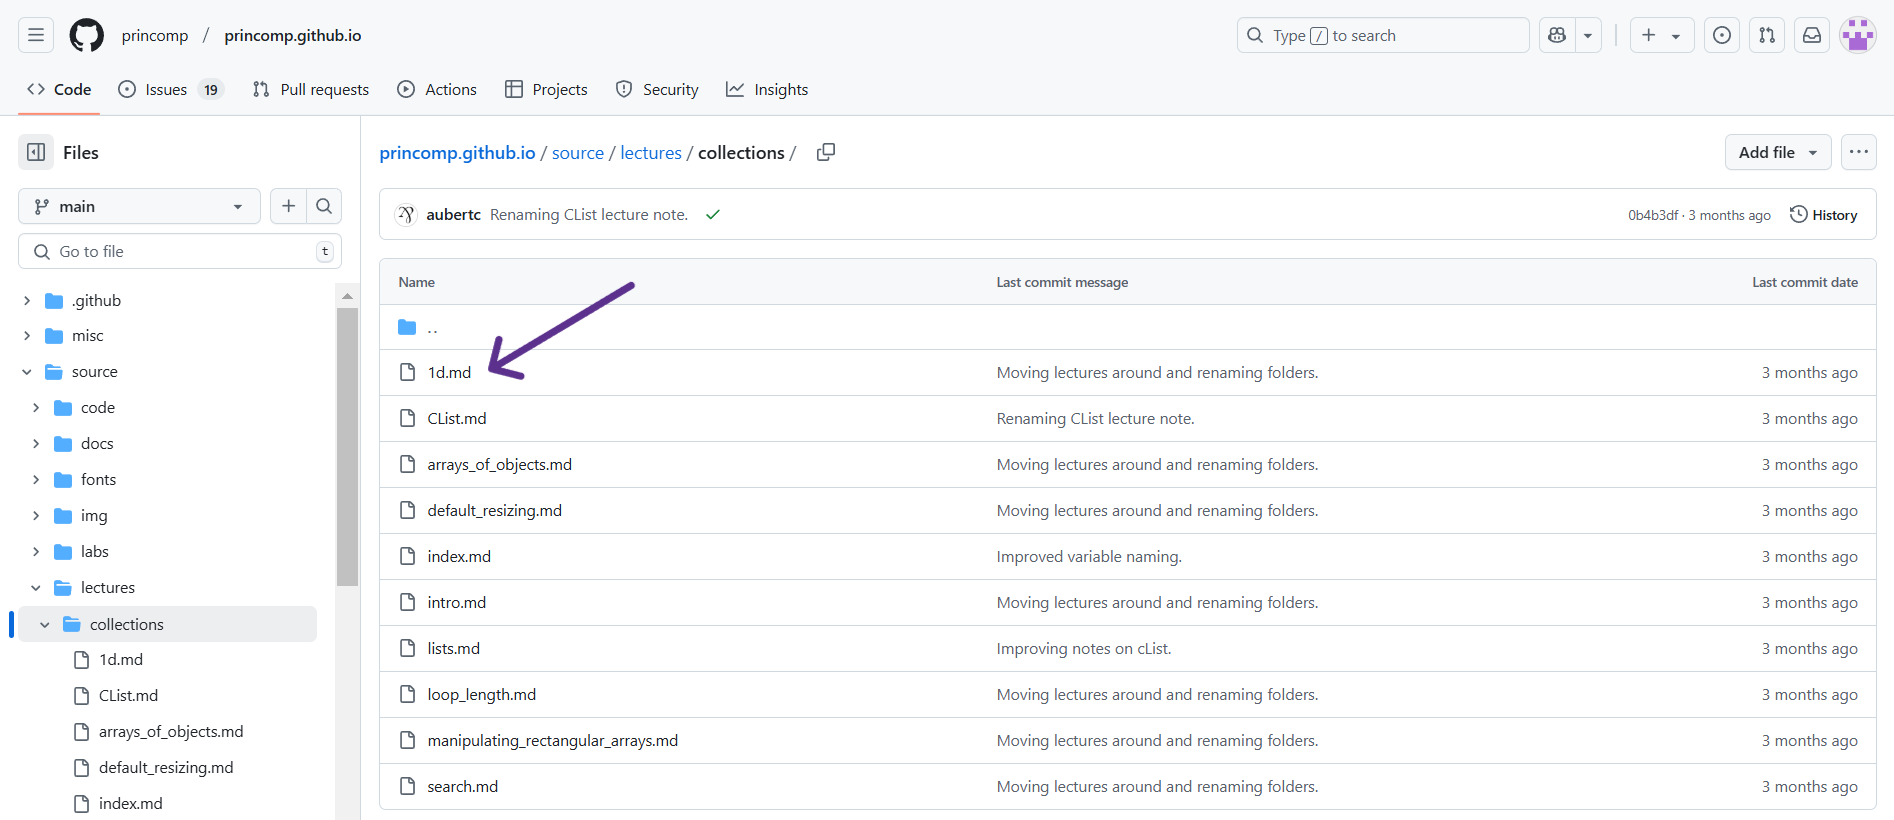 princomp / princomp.github.io
Type / to search
Code
Issues 19
Pull requests
Actions
Projects
Security
Insights
Files
main
Go to file t
.github
misc
source
code
docs
fonts
img
labs
lectures
collections
1d.md
CList.md
arrays_of_objects.md
default_resizing.md
index.md
princomp.github.io / source / lectures / collections /
Add file
aubertc Renaming CList lecture note.
0b4b3df · 3 months ago
History
Name Last commit message Last commit date
..
1d.md Moving lectures around and renaming folders. 3 months ago
CList.md Renaming CList lecture note. 3 months ago
arrays_of_objects.md Moving lectures around and renaming folders. 3 months ago
default_resizing.md Moving lectures around and renaming folders. 3 months ago
index.md Improved variable naming. 3 months ago
intro.md Moving lectures around and renaming folders. 3 months ago
lists.md Improving notes on cList. 3 months ago
loop_length.md Moving lectures around and renaming folders. 3 months ago
manipulating_rectangular_arrays.md Moving lectures around and renaming folders. 3 months ago
search.md Moving lectures around and renaming folders. 3 months ago